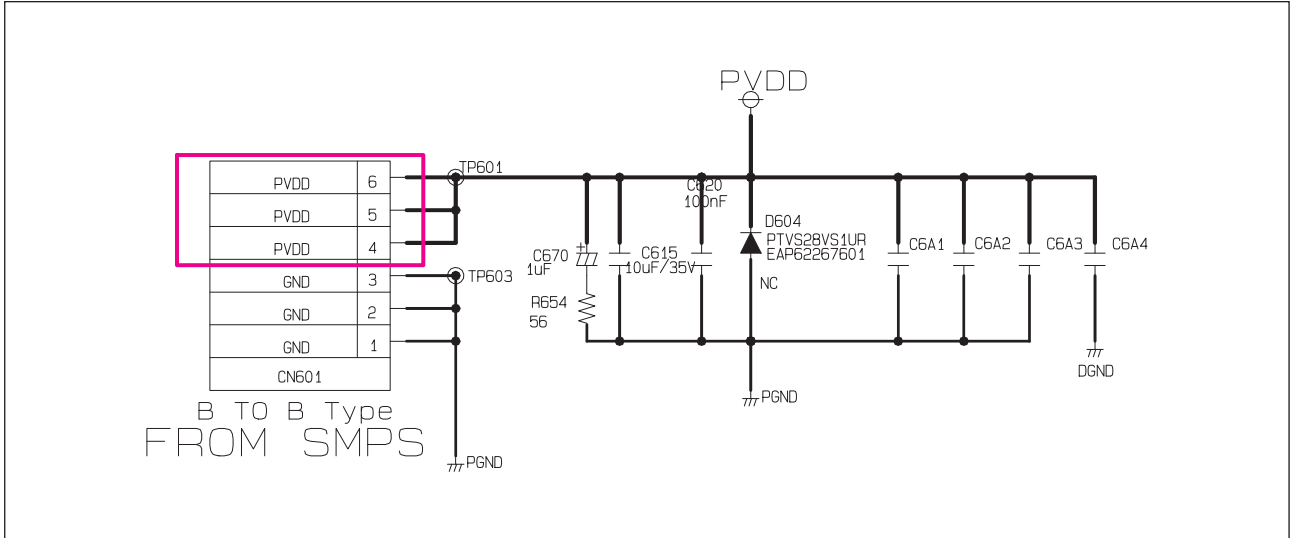 PVDD
TP601
PVDD 6
PVDD 5
PVDD 4
GND 3
GND 2
GND 1
CN601
B TO B Type
FROM SMPS
TP603
PGND
C670
1uF
R654
56
C615
10uF/35V
C620
100nF
D604
PTVS28VS1UR
EAP62267601
NC
PGND
C6A1
C6A2
C6A3
C6A4
DGND